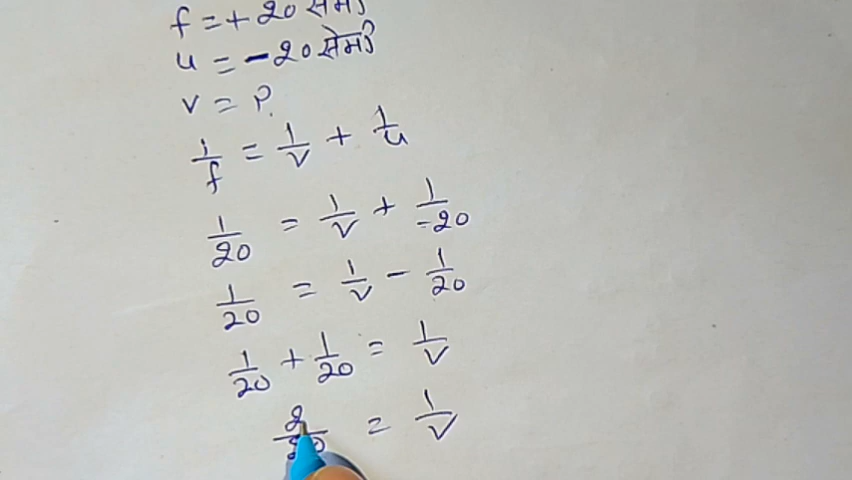 f = + 20 सेमी
u = - 20 सेमी
v = ?
1/f = 1/v + 1/u
1/20 = 1/v + 1/-20
1/20 = 1/v - 1/20
1/20 + 1/20 = 1/v
2/20 = 1/v